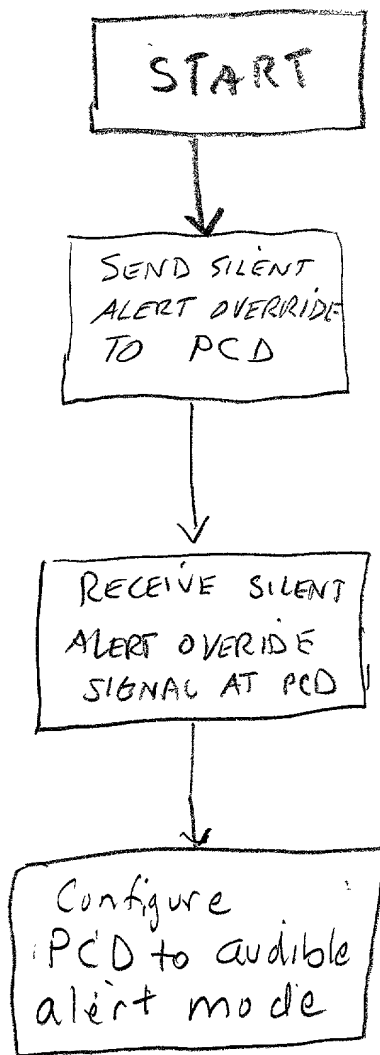 START
SEND SILENT
ALERT OVERRIDE
TO PCD
RECEIVE SILENT
ALERT OVERIDE
SIGNAL AT PCD
Configure
PCD to audible
alert mode